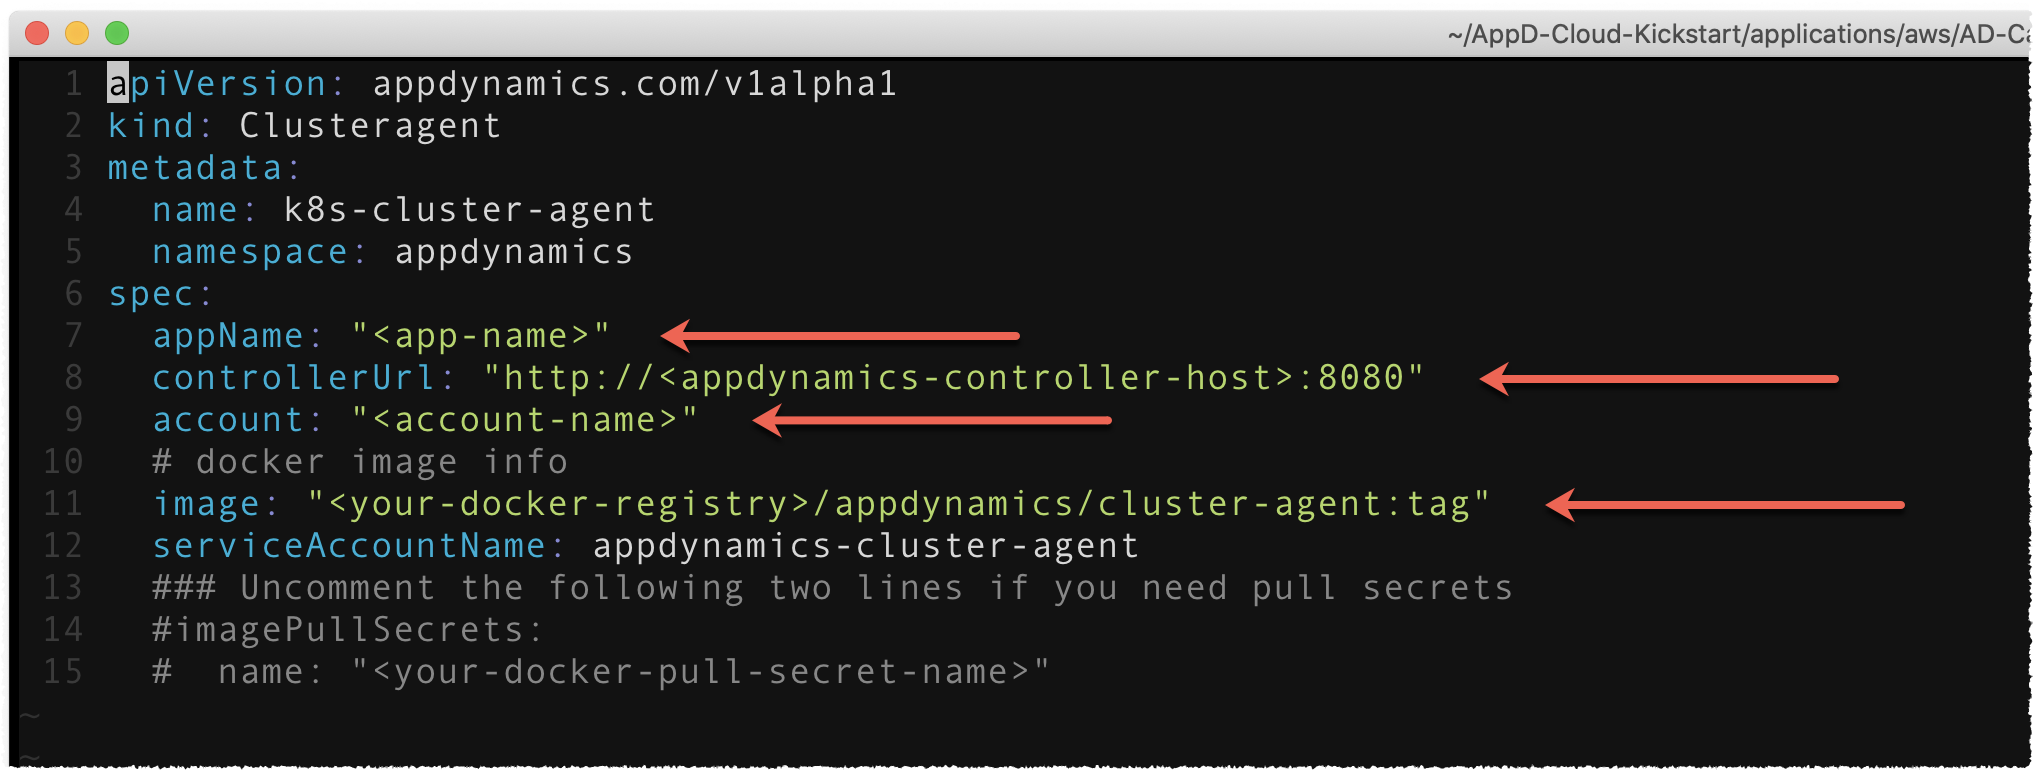 ~/AppD-Cloud-Kickstart/applications/aws/AD-Ca
1 apiVersion: appdynamics.com/v1alpha1
2 kind: Clusteragent
3 metadata:
4   name: k8s-cluster-agent
5   namespace: appdynamics
6 spec:
7   appName: "<app-name>"
8   controllerUrl: "http://<appdynamics-controller-host>:8080"
9   account: "<account-name>"
10   # docker image info
11   image: "<your-docker-registry>/appdynamics/cluster-agent:tag"
12   serviceAccountName: appdynamics-cluster-agent
13   ### Uncomment the following two lines if you need pull secrets
14   #imagePullSecrets:
15   #  name: "<your-docker-pull-secret-name>"
~
~